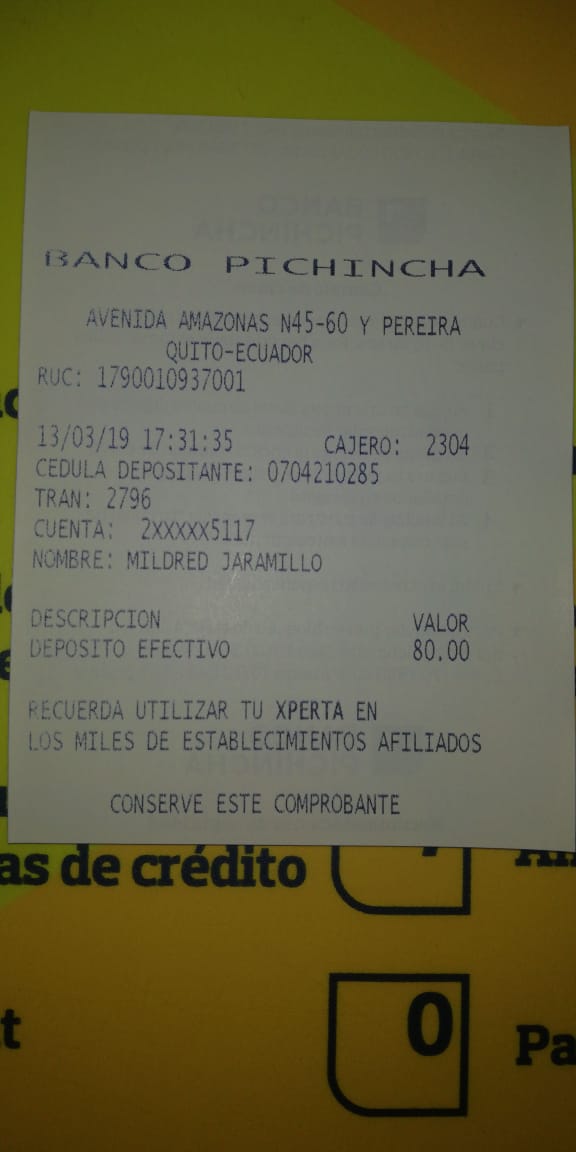 BANCO PICHINCHA
AVENIDA AMAZONAS N45-60 Y PEREIRA
QUITO-ECUADOR
RUC: 1790010937001
13/03/19 17:31:35 CAJERO: 2304
CEDULA DEPOSITANTE: 0704210285
TRAN: 2796
CUENTA: 2XXXXX5117
NOMBRE: MILDRED JARAMILLO
DESCRIPCION VALOR
DEPOSITO EFECTIVO 80.00
RECUERDA UTILIZAR TU XPERTA EN
LOS MILES DE ESTABLECIMIENTOS AFILIADOS
CONSERVE ESTE COMPROBANTE
as de crédito
0
Pa